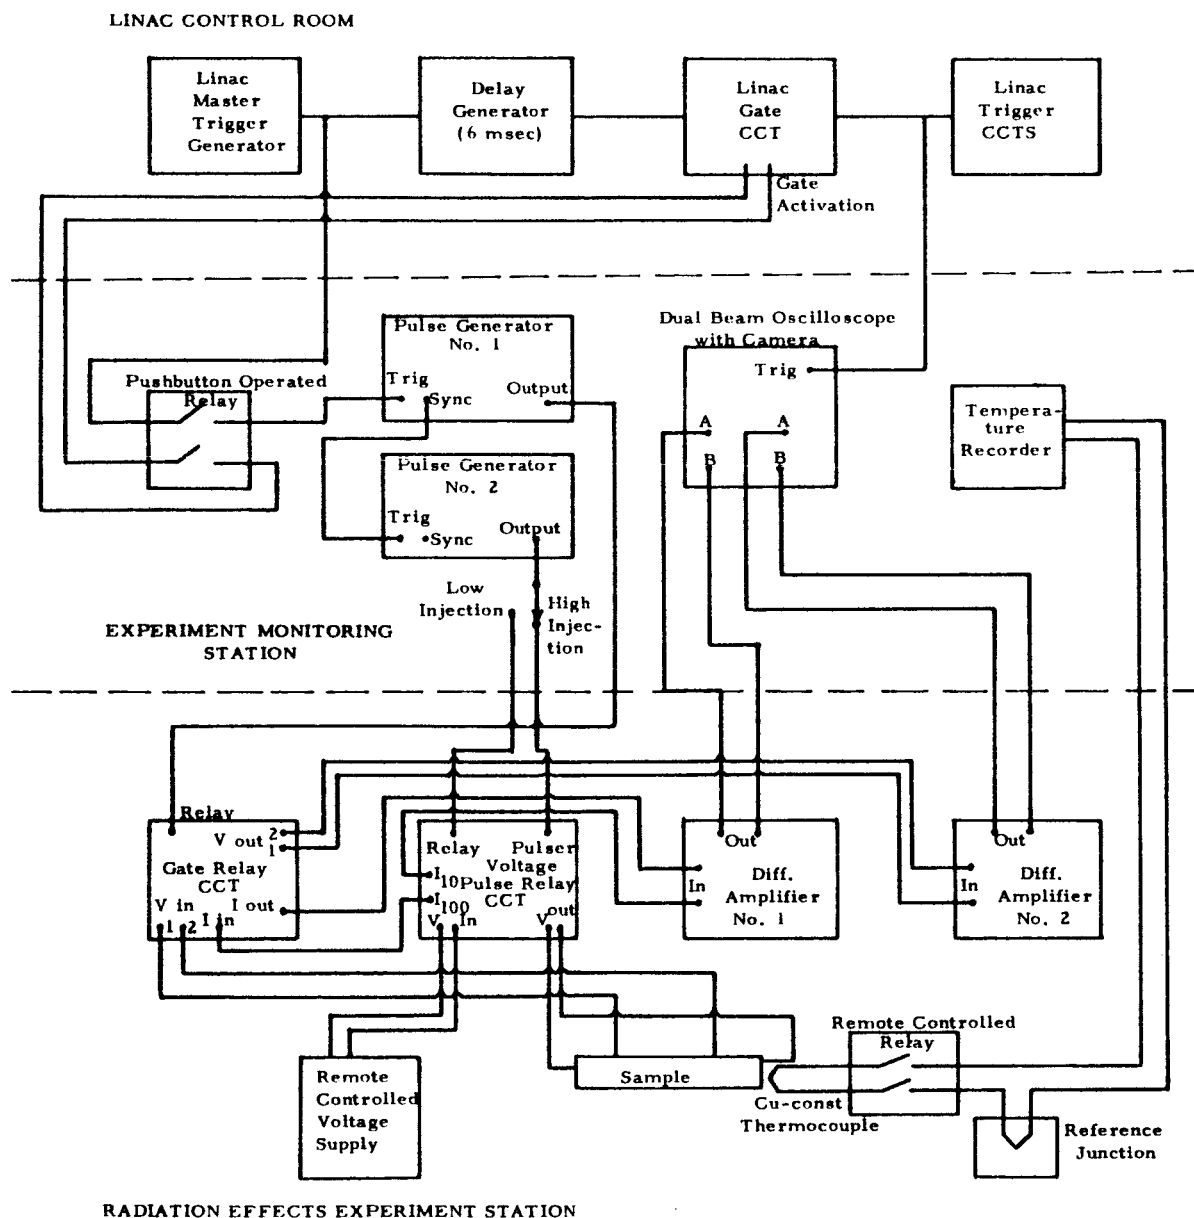 LINAC CONTROL ROOM
Linac
Master
Trigger
Generator
Delay
Generator
(6 msec)
Linac
Gate
CCT
Linac
Trigger
CCTS
Gate
Activation
Pulse Generator
No. 1
Trig
Sync
Output
Pushbutton Operated
Relay
Pulse Generator
No. 2
Trig
Sync
Output
Dual Beam Oscilloscope
with Camera
Trig
A
A
B
B
Tempera-
ture
Recorder
Low
Injection
High
Injec-
tion
EXPERIMENT MONITORING
STATION
Relay
V out 2
1
Gate Relay
CCT
V in
I out
1 2
I in
Relay
Pulser
Voltage
I10
Pulse Relay
I100
CCT
V In
V out
Out
In
Diff.
Amplifier
No. 1
Out
In
Diff.
Amplifier
No. 2
Remote
Controlled
Voltage
Supply
Sample
Remote Controlled
Relay
Cu-const
Thermocouple
Reference
Junction
RADIATION EFFECTS EXPERIMENT STATION